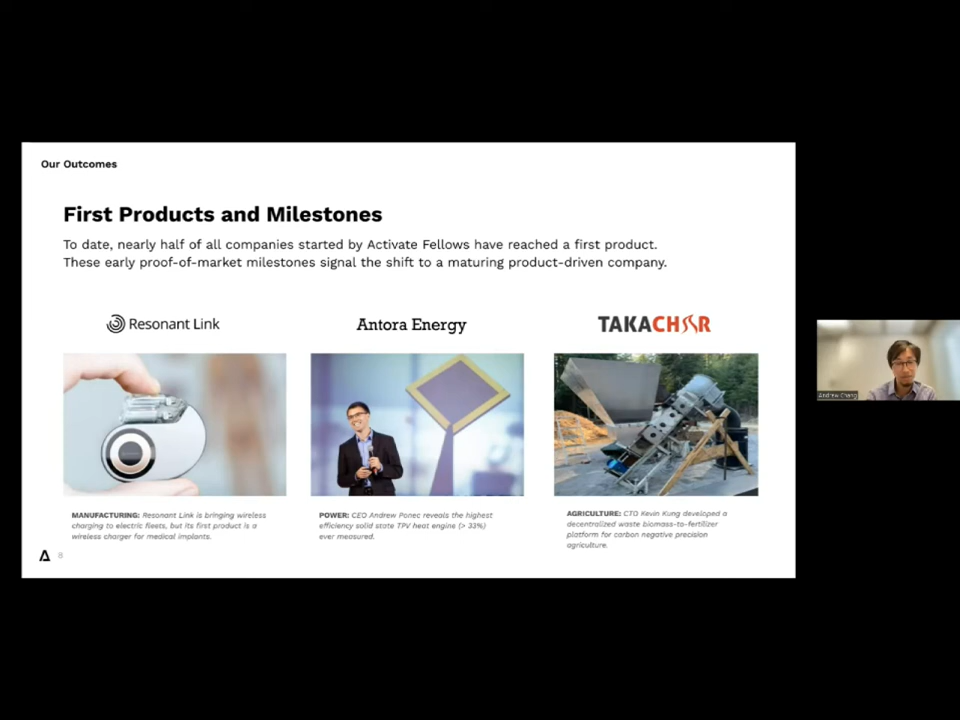 Our Outcomes
First Products and Milestones
To date, nearly half of all companies started by Activate Fellows have reached a first product.
These early proof-of-market milestones signal the shift to a maturing product-driven company.
Resonant Link
Antora Energy
TAKACHAR
MANUFACTURING: Resonant Link is bringing wireless
charging to electric fleets, but its first product is a
wireless charger for medical implants.
POWER: CEO Andrew Ponec reveals the highest
efficiency solid state TPV heat engine (> 33%)
ever measured.
AGRICULTURE: CTO Kevin Kung developed a
decentralized waste biomass-to-fertilizer
platform for carbon negative precision
agriculture.
8
Andrew Chang